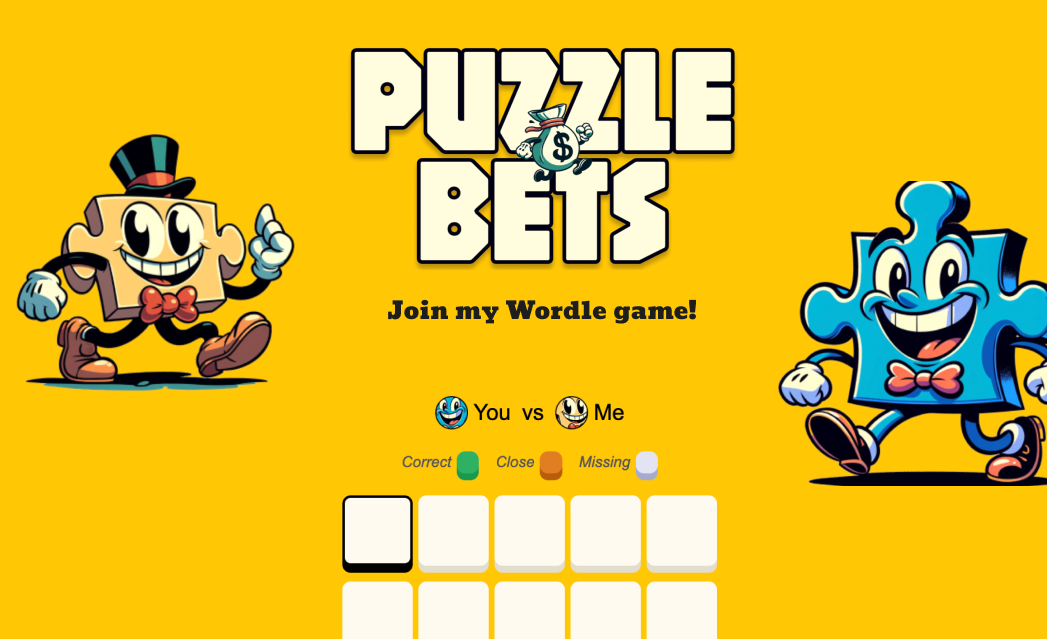 PUZZLE
$
BETS
Join my Wordle game!
You vs Me
Correct Close Missing